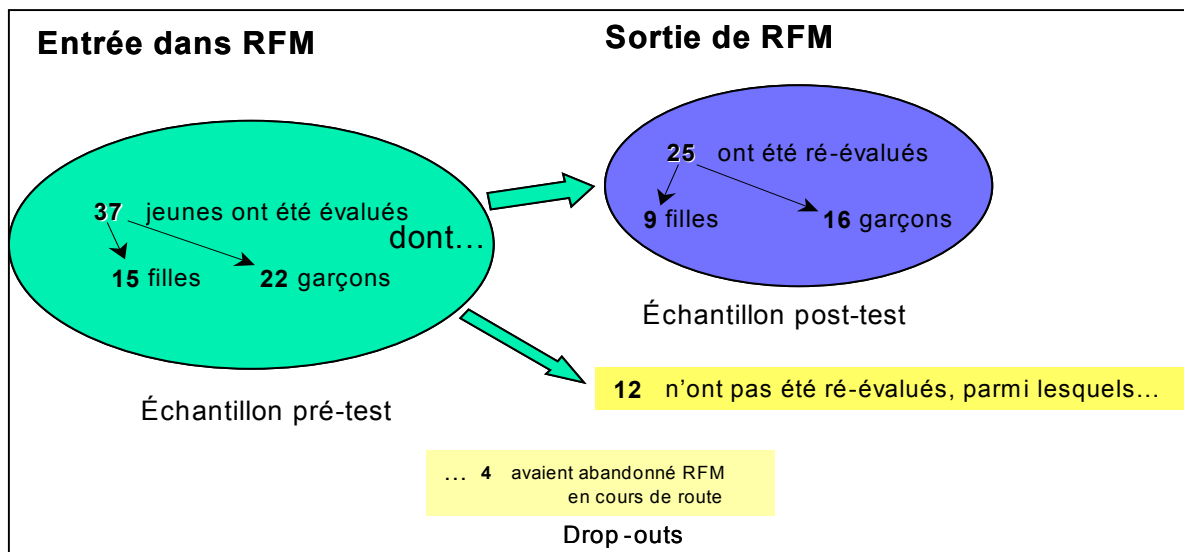 Entrée dans RFM
37 jeunes ont été évalués
dont…
15 filles
22 garçons
Échantillon pré-test
Sortie de RFM
25 ont été ré-évalués
9 filles
16 garçons
Échantillon post-test
12 n'ont pas été ré-évalués, parmi lesquels…
… 4 avaient abandonné RFM
en cours de route
Drop-outs